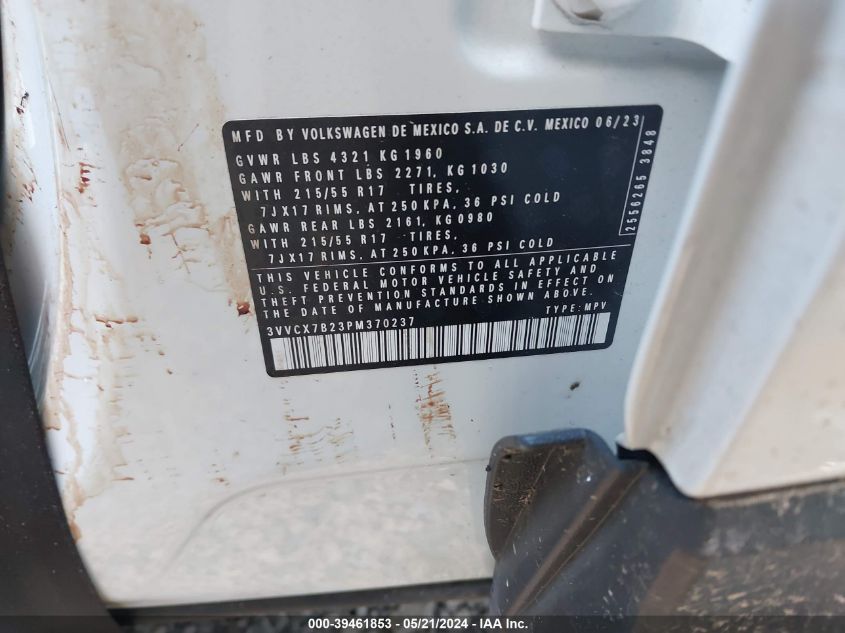 MFD BY VOLKSWAGEN DE MEXICO S.A. DE C.V. MEXICO 06/23
GVWR LBS 4321 KG 1960
GAWR FRONT LBS 2271, KG 1030
WITH 215/55 R17 TIRES,
7JX17 RIMS, AT 250 KPA, 36 PSI COLD
GAWR REAR LBS 2161, KG0980
WITH 215/55 R17 TIRES,
7JX17 RIMS, AT 250 KPA, 36 PSI COLD
THIS VEHICLE CONFORMS TO ALL APPLICABLE
U.S. FEDERAL MOTOR VEHICLE SAFETY AND
THEFT PREVENTION STANDARDS IN EFFECT ON
THE DATE OF MANUFACTURE SHOWN ABOVE.
3VVCX7B23PM370237 TYPE: MPV
2556265 3848
000-39461853 / 05/21/2024 — IAA Inc.